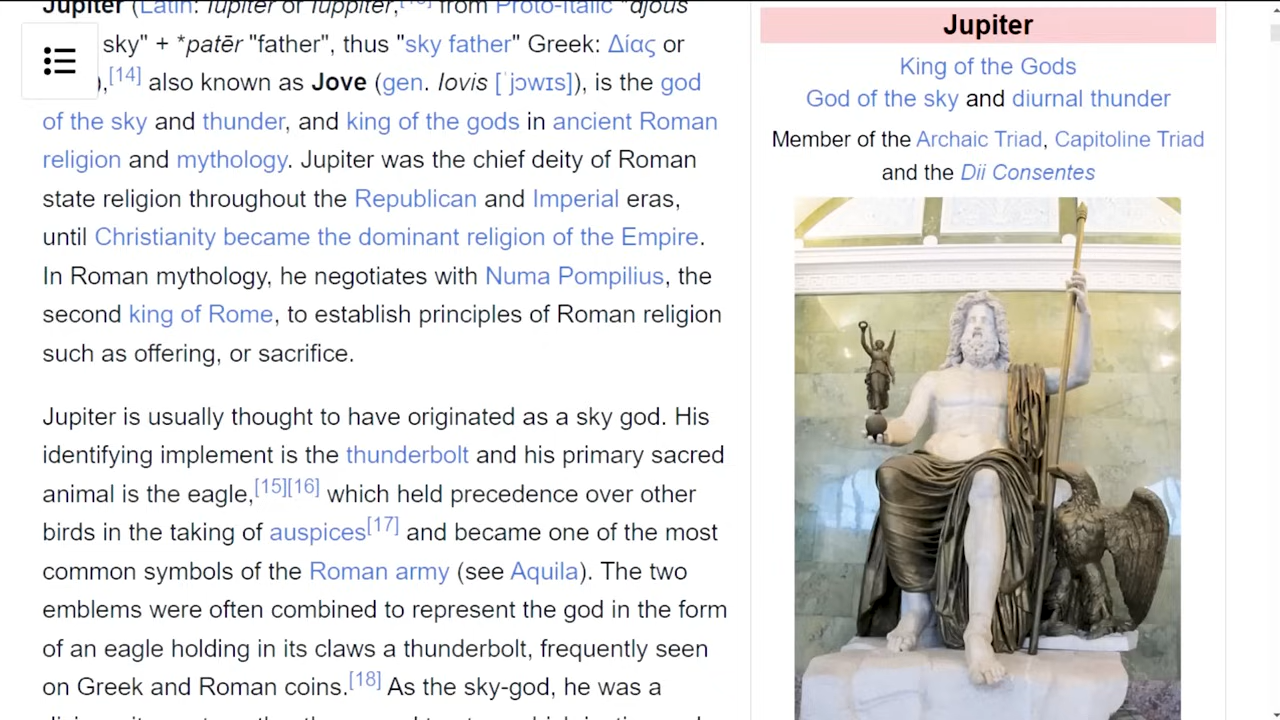 Jupiter (Latin: Iūpiter or Iuppiter, from Proto-Italic *djous
sky" + *patēr "father", thus "sky father" Greek: Δίας or
),[14] also known as Jove (gen. Iovis [ˈjɔwɪs]), is the god
of the sky and thunder, and king of the gods in ancient Roman
religion and mythology. Jupiter was the chief deity of Roman
state religion throughout the Republican and Imperial eras,
until Christianity became the dominant religion of the Empire.
In Roman mythology, he negotiates with Numa Pompilius, the
second king of Rome, to establish principles of Roman religion
such as offering, or sacrifice.
Jupiter is usually thought to have originated as a sky god. His
identifying implement is the thunderbolt and his primary sacred
animal is the eagle,[15][16] which held precedence over other
birds in the taking of auspices[17] and became one of the most
common symbols of the Roman army (see Aquila). The two
emblems were often combined to represent the god in the form
of an eagle holding in its claws a thunderbolt, frequently seen
on Greek and Roman coins.[18] As the sky-god, he was a
Jupiter
King of the Gods
God of the sky and diurnal thunder
Member of the Archaic Triad, Capitoline Triad
and the Dii Consentes